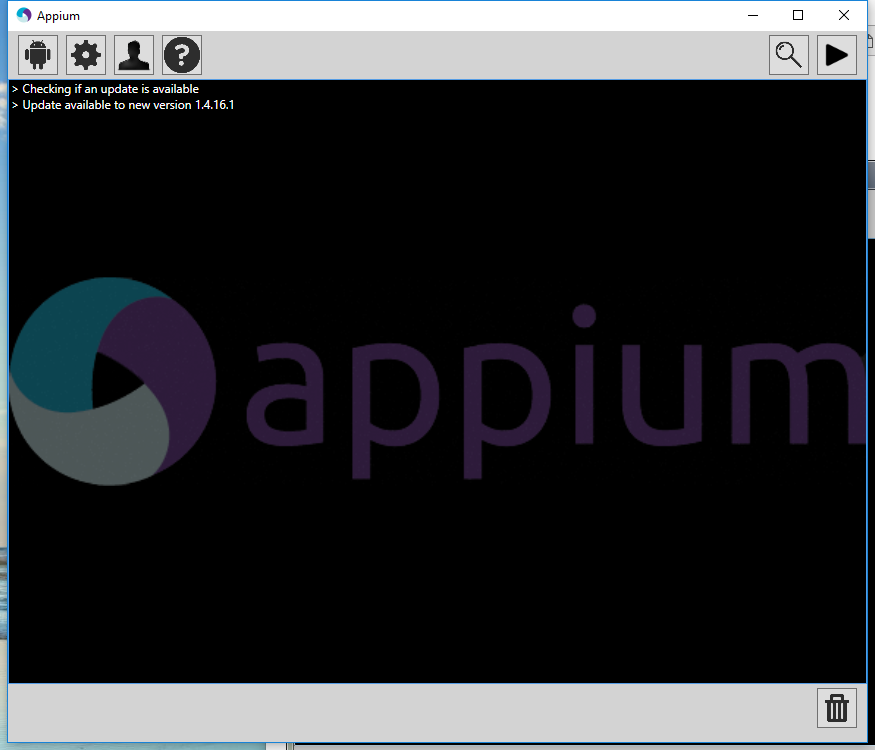 Appium
> Checking if an update is available
> Update available to new version 1.4.16.1
appium